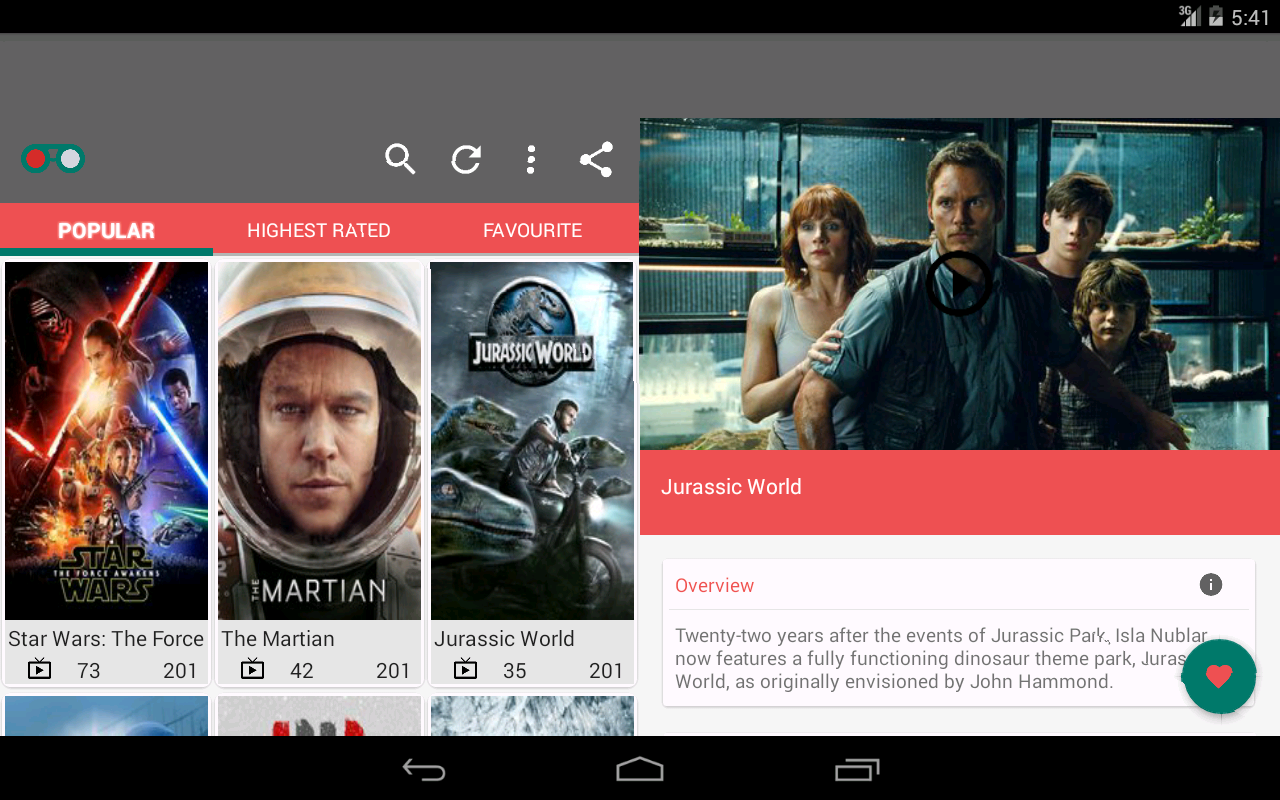 3G 5:41
POPULAR HIGHEST RATED FAVOURITE
STAR
THE FORCE AWAKENS
WARS
THE MARTIAN
JURASSIC WORLD
Star Wars: The Force
73 201
The Martian
42 201
Jurassic World
35 201
Jurassic World
Overview
Twenty-two years after the events of Jurassic Park, Isla Nublar
now features a fully functioning dinosaur theme park, Juras
World, as originally envisioned by John Hammond.